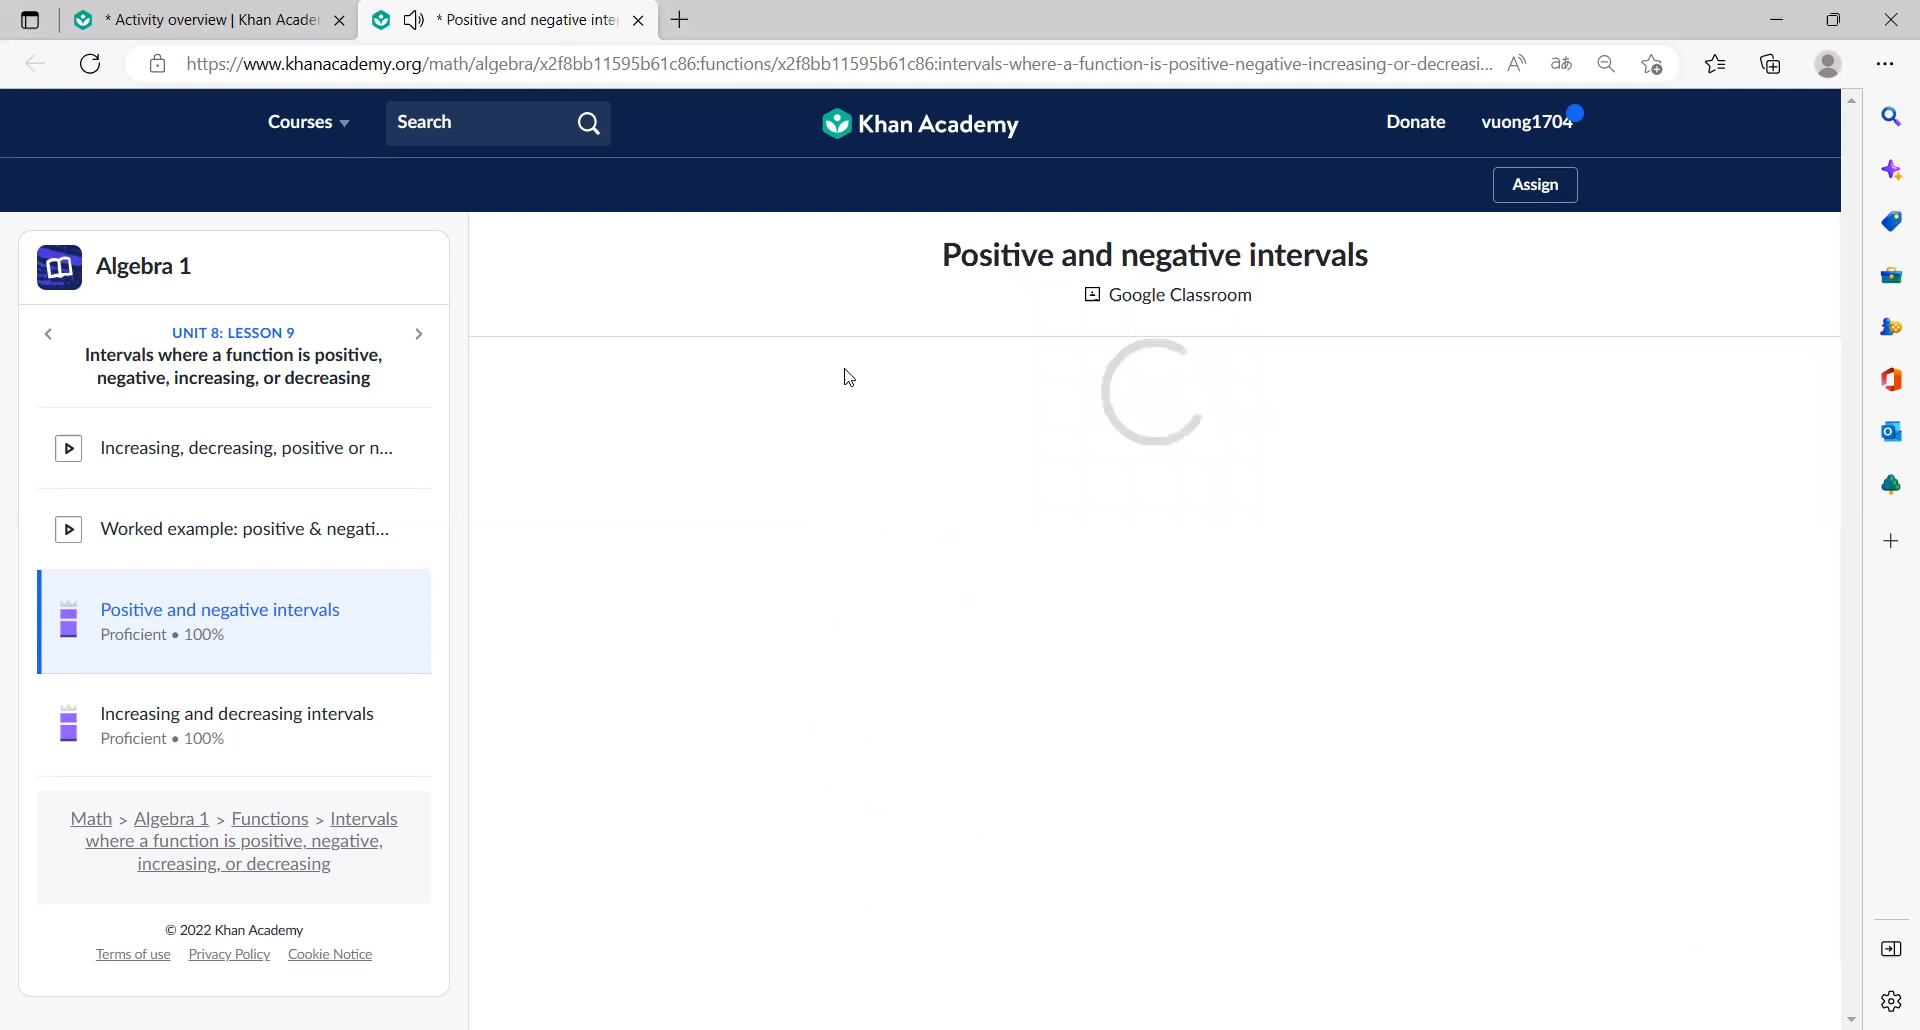 * Activity overview | Khan Acade
* Positive and negative inte
https://www.khanacademy.org/math/algebra/x2f8bb11595b61c86:functions/x2f8bb11595b61c86:intervals-where-a-function-is-positive-negative-increasing-or-decreasi...
Courses
Search
Khan Academy
Donate
vuong1704
Assign
Algebra 1
UNIT 8: LESSON 9
Intervals where a function is positive,
negative, increasing, or decreasing
Increasing, decreasing, positive or n...
Worked example: positive & negati...
Positive and negative intervals
Proficient • 100%
Increasing and decreasing intervals
Proficient • 100%
Math > Algebra 1 > Functions > Intervals
where a function is positive, negative,
increasing, or decreasing
© 2022 Khan Academy
Terms of use Privacy Policy Cookie Notice
Positive and negative intervals
Google Classroom